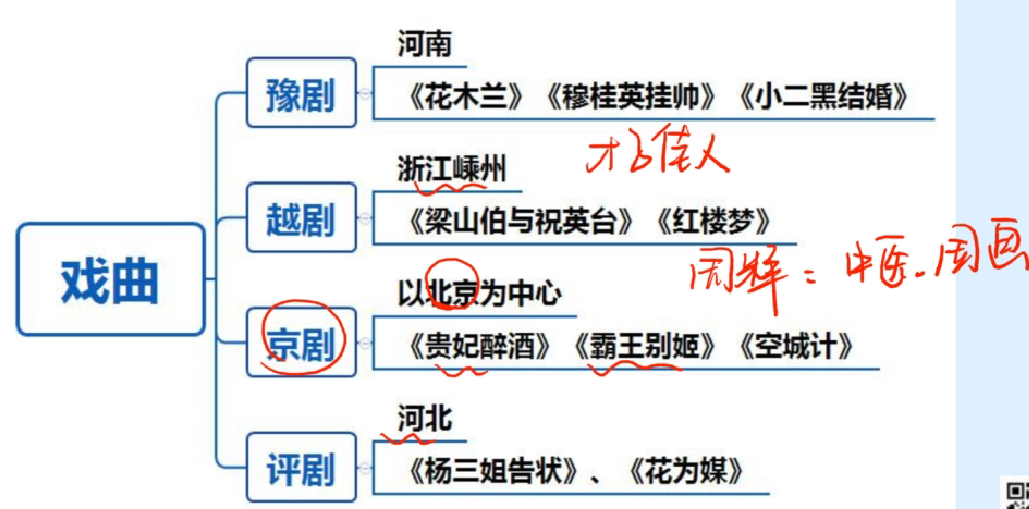 戏曲
豫剧
河南
《花木兰》《穆桂英挂帅》《小二黑结婚》
才子佳人
越剧
浙江嵊州
《梁山伯与祝英台》《红楼梦》
国粹：中医.国画
京剧
以北京为中心
《贵妃醉酒》《霸王别姬》《空城计》
评剧
河北
《杨三姐告状》、《花为媒》